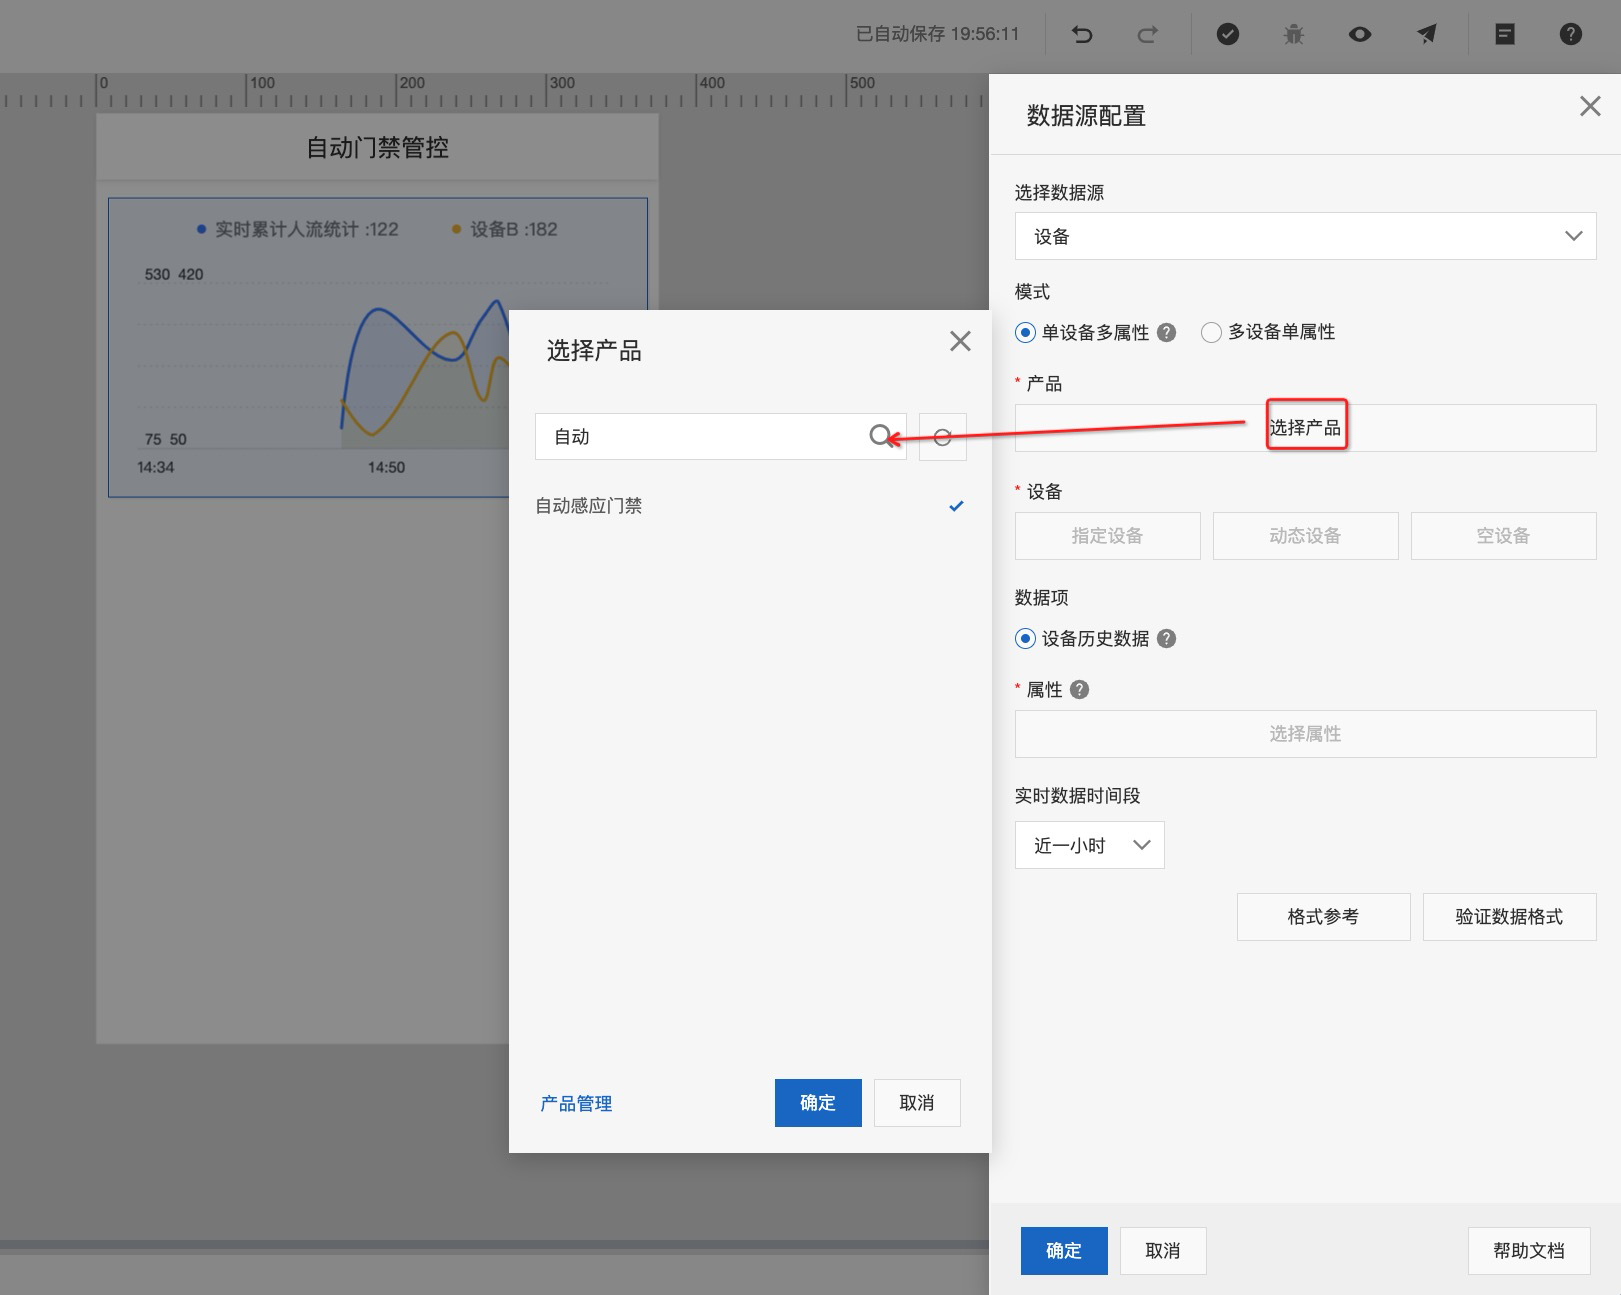 已自动保存 19:56:11
0 100 200 300 400 500
自动门禁管控
实时累计人流统计 :122 设备B :182
530 420
75 50
14:34 14:50
选择产品
自动
自动感应门禁
产品管理 确定 取消
数据源配置
选择数据源
设备
模式
单设备多属性 ? 多设备单属性
* 产品
选择产品
* 设备
指定设备 动态设备 空设备
数据项
设备历史数据 ?
* 属性 ?
选择属性
实时数据时间段
近一小时
格式参考 验证数据格式
确定 取消 帮助文档